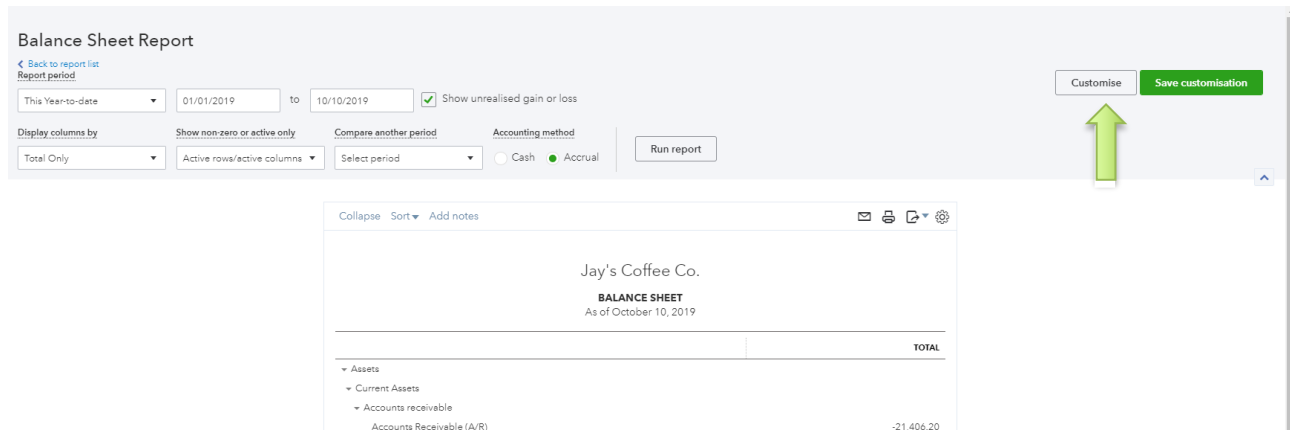 Balance Sheet Report
Back to report list
Report period
This Year-to-date 01/01/2019 to 10/10/2019 Show unrealised gain or loss
Customise Save customisation
Display columns by Show non-zero or active only Compare another period Accounting method
Total Only Active rows/active columns Select period Cash Accrual Run report
Collapse Sort Add notes
Jay's Coffee Co.
BALANCE SHEET
As of October 10, 2019
TOTAL
Assets
Current Assets
Accounts receivable
Accounts Receivable (A/R) -21,406.20